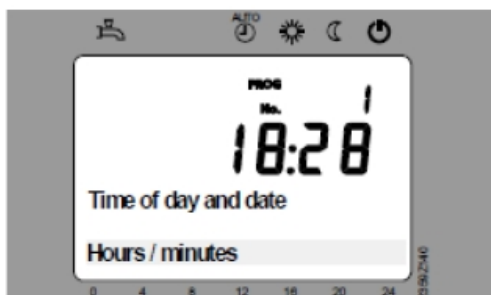 AUTO
PROG
No. 1
18:28
Time of day and date
Hours / minutes
0 4 8 12 16 20 24